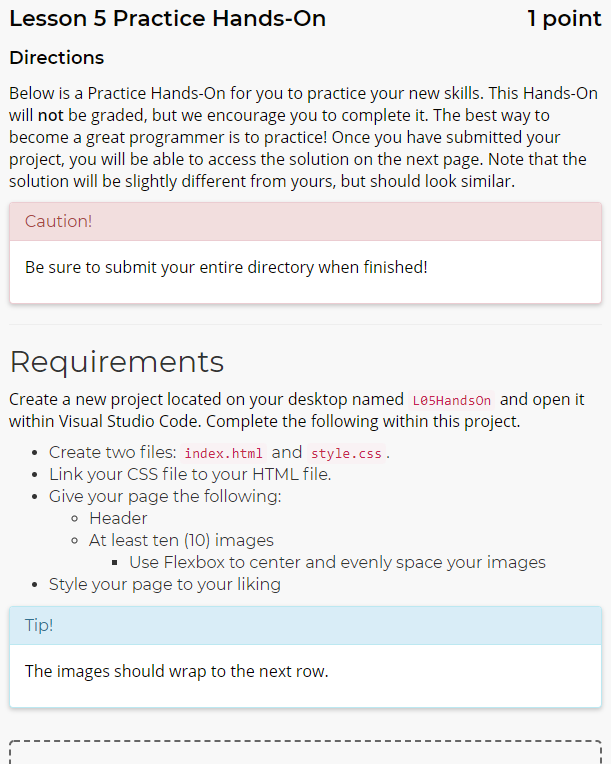 Lesson 5 Practice Hands-On 1 point
Directions
Below is a Practice Hands-On for you to practice your new skills. This Hands-On
will not be graded, but we encourage you to complete it. The best way to
become a great programmer is to practice! Once you have submitted your
project, you will be able to access the solution on the next page. Note that the
solution will be slightly different from yours, but should look similar.
Caution!
Be sure to submit your entire directory when finished!
Requirements
Create a new project located on your desktop named L05HandsOn and open it
within Visual Studio Code. Complete the following within this project.
• Create two files: index.html and style.css.
• Link your CSS file to your HTML file.
• Give your page the following:
◦ Header
◦ At least ten (10) images
▪ Use Flexbox to center and evenly space your images
• Style your page to your liking
Tip!
The images should wrap to the next row.